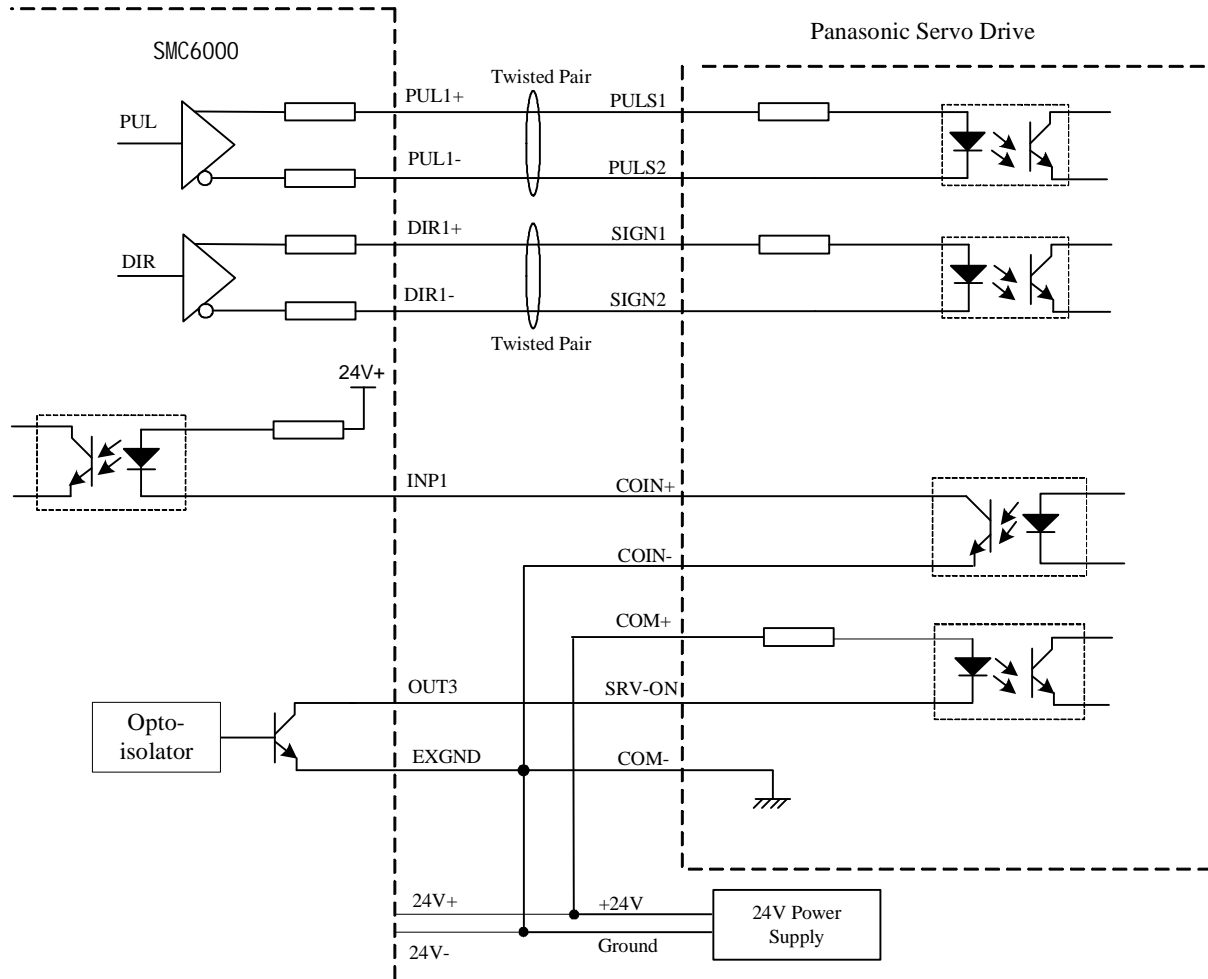 SMC6000
Panasonic Servo Drive
Twisted Pair
PUL
PUL1+
PULS1
PUL1-
PULS2
DIR
DIR1+
SIGN1
DIR1-
SIGN2
Twisted Pair
24V+
INP1
COIN+
COIN-
COM+
OUT3
SRV-ON
Opto-
isolator
EXGND
COM-
24V+
+24V
24V-
Ground
24V Power
Supply